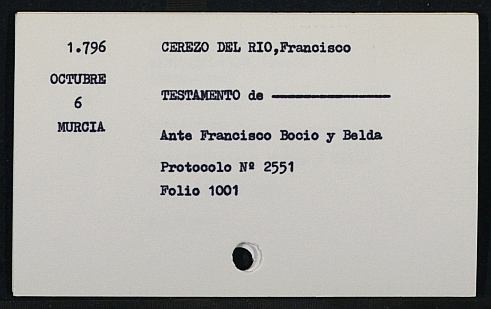 1.796
OCTUBRE
6
MURCIA
CEREZO DEL RIO,Francisco
TESTAMENTO de ———————
Ante Francisco Bocio y Belda
Protocolo Nº 2551
Folio 1001